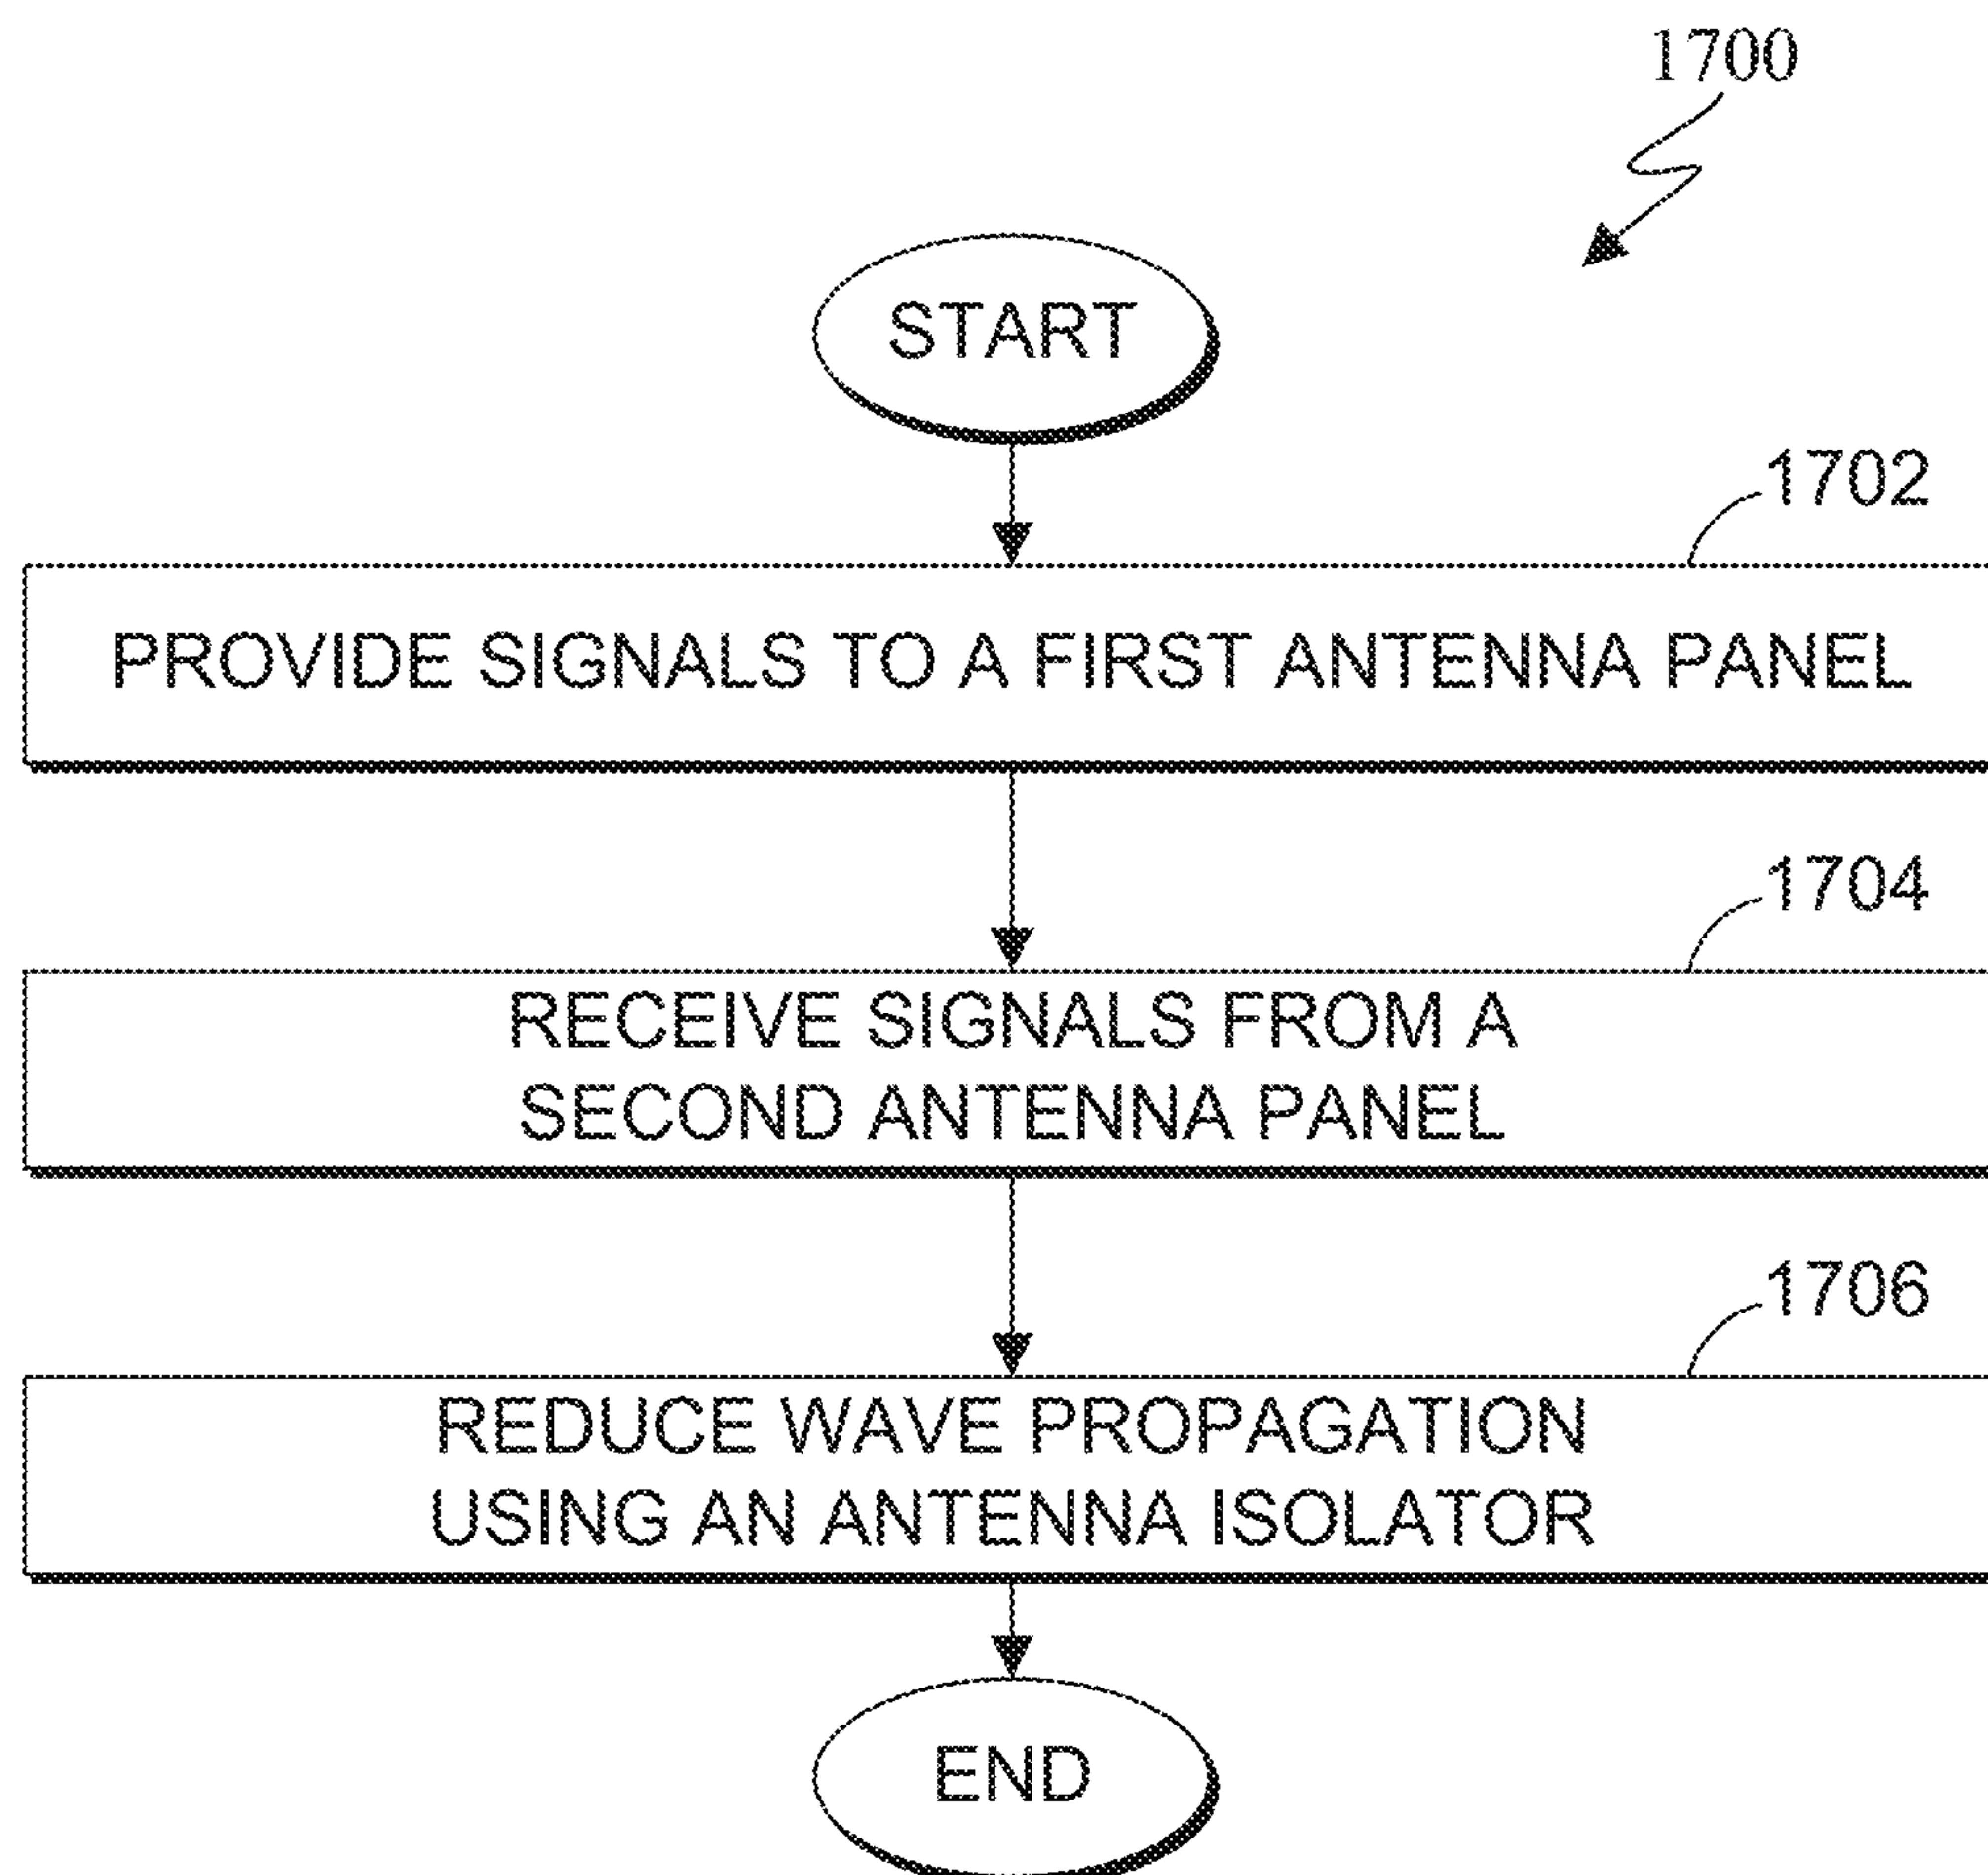 1700
START
1702
PROVIDE SIGNALS TO A FIRST ANTENNA PANEL
1704
RECEIVE SIGNALS FROM A
SECOND ANTENNA PANEL
1706
REDUCE WAVE PROPAGATION
USING AN ANTENNA ISOLATOR
END